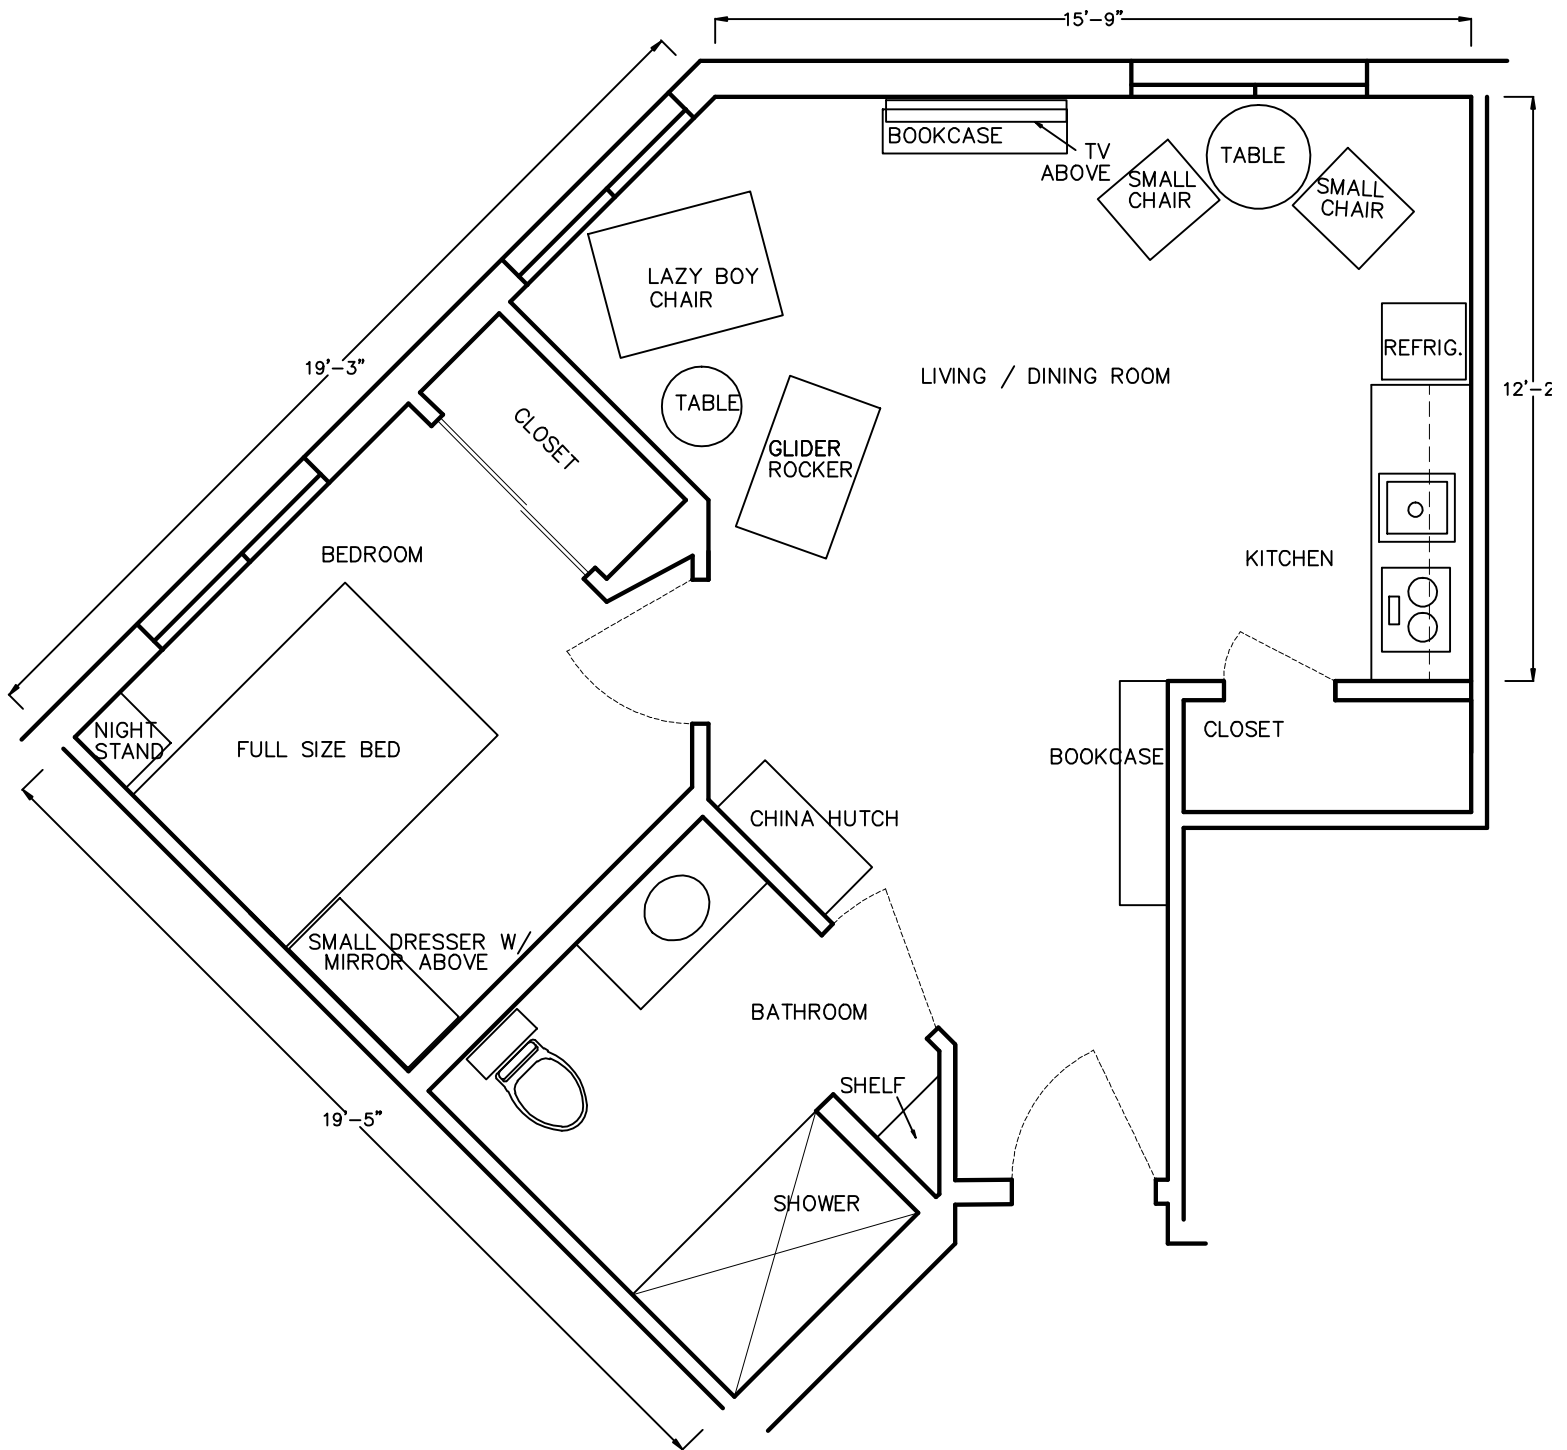 15'-9"
BOOKCASE
TV
ABOVE
TABLE
SMALL
CHAIR
SMALL
CHAIR
LAZY BOY
CHAIR
19'-3"
REFRIG.
LIVING / DINING ROOM
12'-2
TABLE
CLOSET
GLIDER
ROCKER
BEDROOM
KITCHEN
NIGHT
STAND
FULL SIZE BED
CLOSET
BOOKCASE
CHINA HUTCH
SMALL DRESSER W/
MIRROR ABOVE
BATHROOM
SHELF
19'-5"
SHOWER